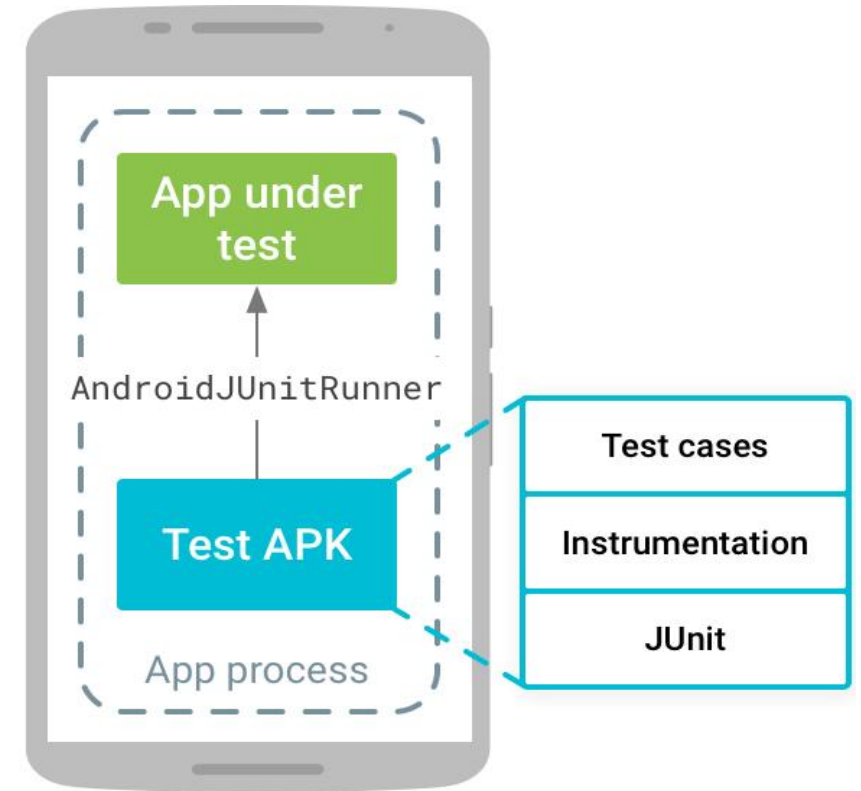 App under
test
AndroidJUnitRunner
Test APK
App process
Test cases
Instrumentation
JUnit